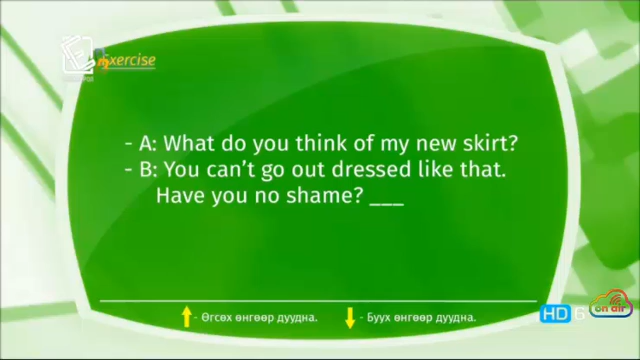 Exercise
- A: What do you think of my new skirt?
- B: You can't go out dressed like that.
Have you no shame? ___
- Өгсөх өнгөөр дуудна.
- Буух өнгөөр дуудна.
HD 6
on air